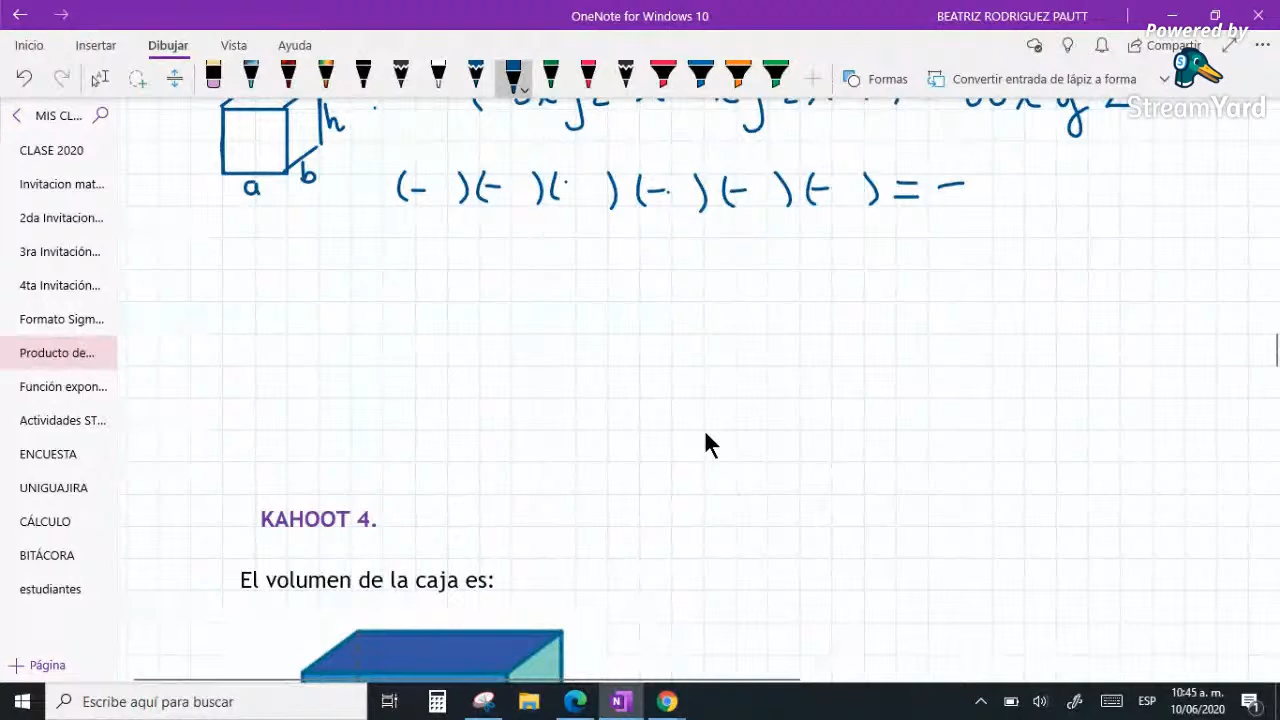 OneNote for Windows 10
BEATRIZ RODRIGUEZ PAUTT
Powered by
Inicio Insertar Dibujar Vista Ayuda
Compartir
Formas
Convertir entrada de lápiz a forma
StreamYard
MIS CL...
CLASE 2020
Invitacion mat...
2da Invitacion...
3ra Invitación...
4ta Invitación...
Formato Sigm...
Producto de...
Función expon...
Actividades ST...
ENCUESTA
UNIGUAJIRA
CÁLCULO
BITÁCORA
estudiantes
Página
h
b
a
(- )(- )(· )(-· )(- )(- ) = -
KAHOOT 4.
El volumen de la caja es:
Escribe aquí para buscar
ESP
10:45 a. m.
10/06/2020
1